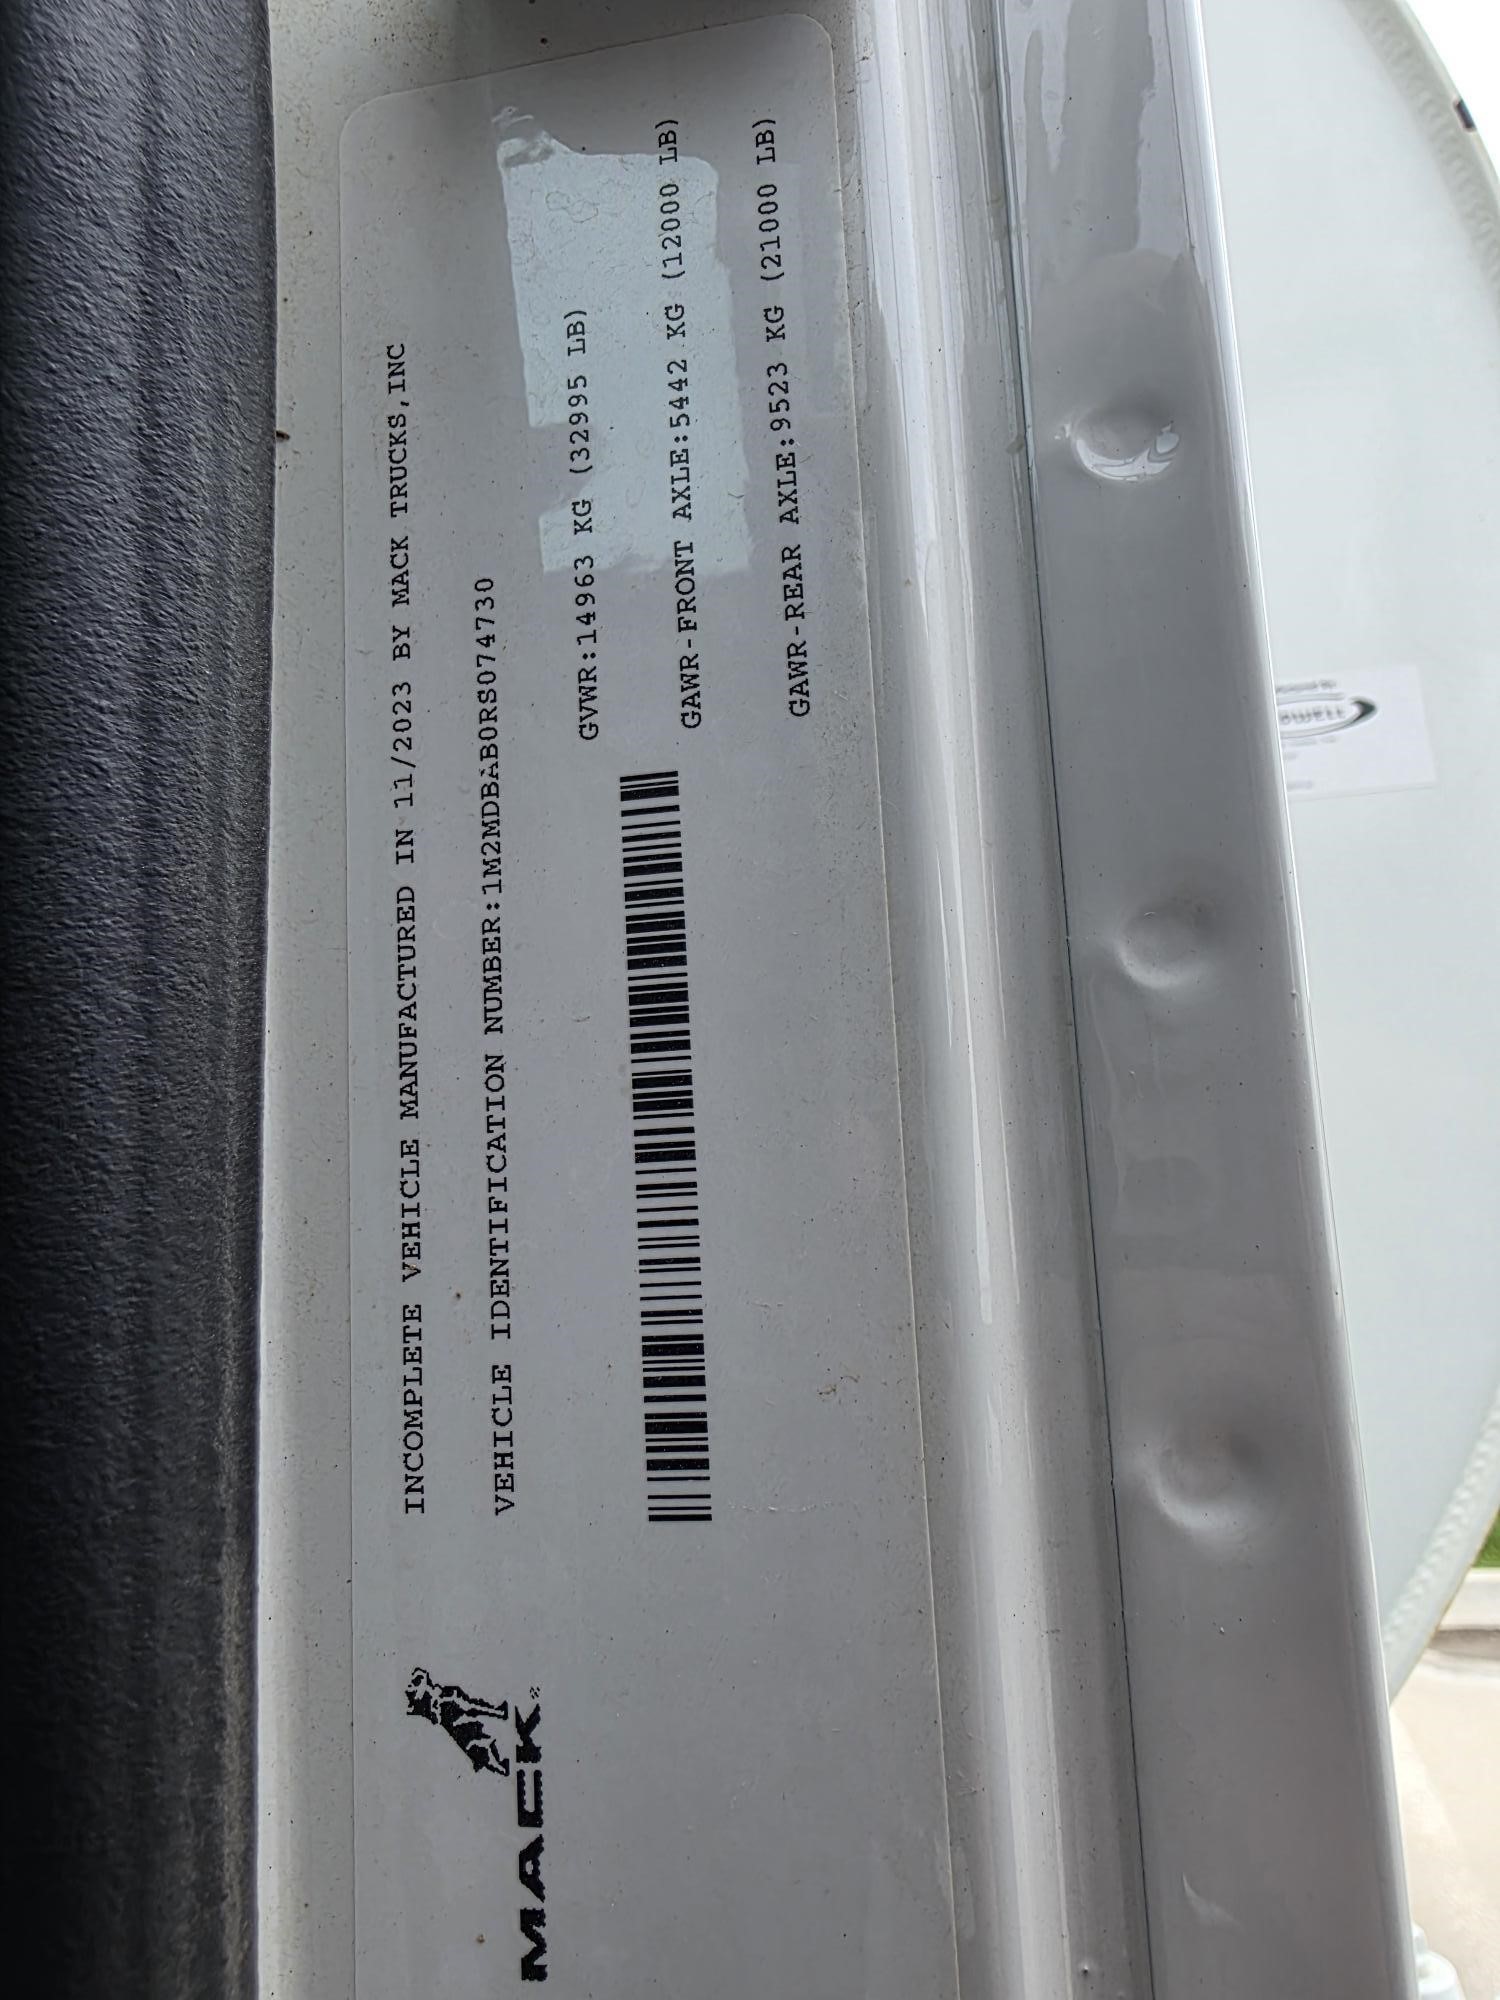 INCOMPLETE VEHICLE MANUFACTURED IN 11/2023 BY MACK TRUCKS,INC
VEHICLE IDENTIFICATION NUMBER:1M2MDBAB0RS074730
GVWR:14963 KG (32995 LB)
GAWR-FRONT AXLE:5442 KG (12000 LB)
GAWR-REAR AXLE:9523 KG (21000 LB)
MACK